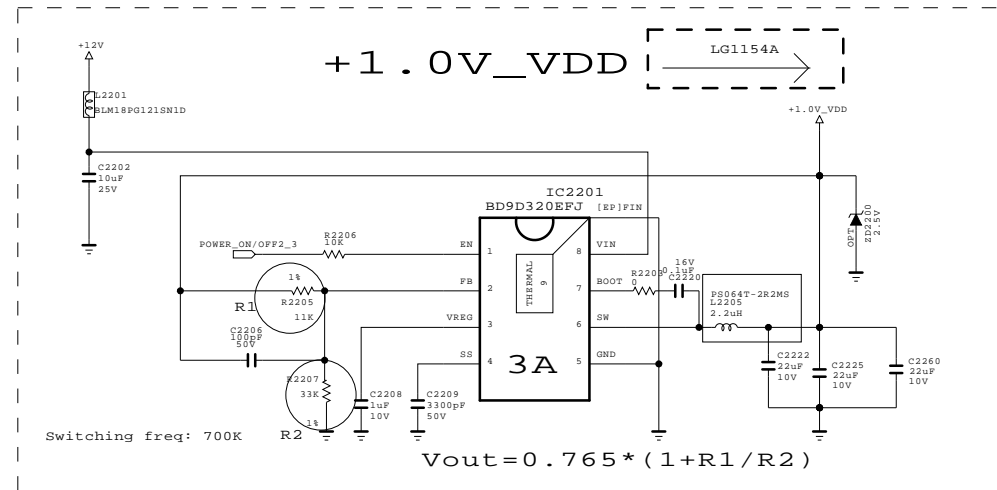 +12V
L2201
BLM18PG121SN1D
C2202
10uF
25V
+1.0V_VDD
LG1154A
+1.0V_VDD
OPT
ZD2200
2.5V
IC2201
BD9D320EFJ
[EP]FIN
POWER_ON/OFF2_3
R2206
10K
EN
1
8
VIN
THERMAL
9
1%
R2205
11K
R1
FB
2
7
BOOT
R2203
0
16V
0.1uF
C2220
VREG
3
6
SW
PS064T-2R2MS
L2205
2.2uH
C2206
100pF
50V
SS
4
5
GND
3A
R2207
33K
1%
R2
C2208
1uF
10V
C2209
3300pF
50V
C2222
22uF
10V
C2225
22uF
10V
C2260
22uF
10V
Switching freq: 700K
Vout=0.765*(1+R1/R2)